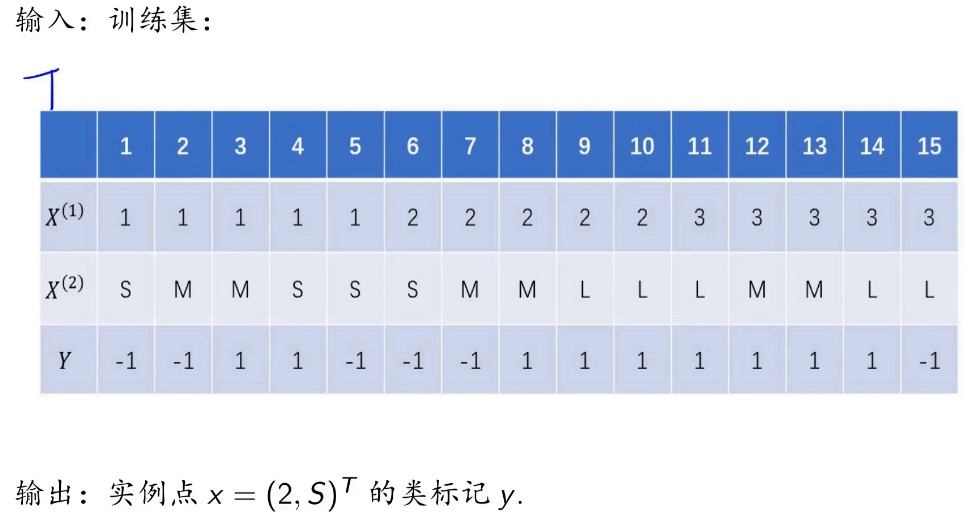 输入：训练集：
1 2 3 4 5 6 7 8 9 10 11 12 13 14 15
X^(1) 1 1 1 1 1 2 2 2 2 2 3 3 3 3 3
X^(2) S M M S S S M M L L L M M L L
Y -1 -1 1 1 -1 -1 -1 1 1 1 1 1 1 1 -1
输出：实例点 x = (2, S)^T 的类标记 y.